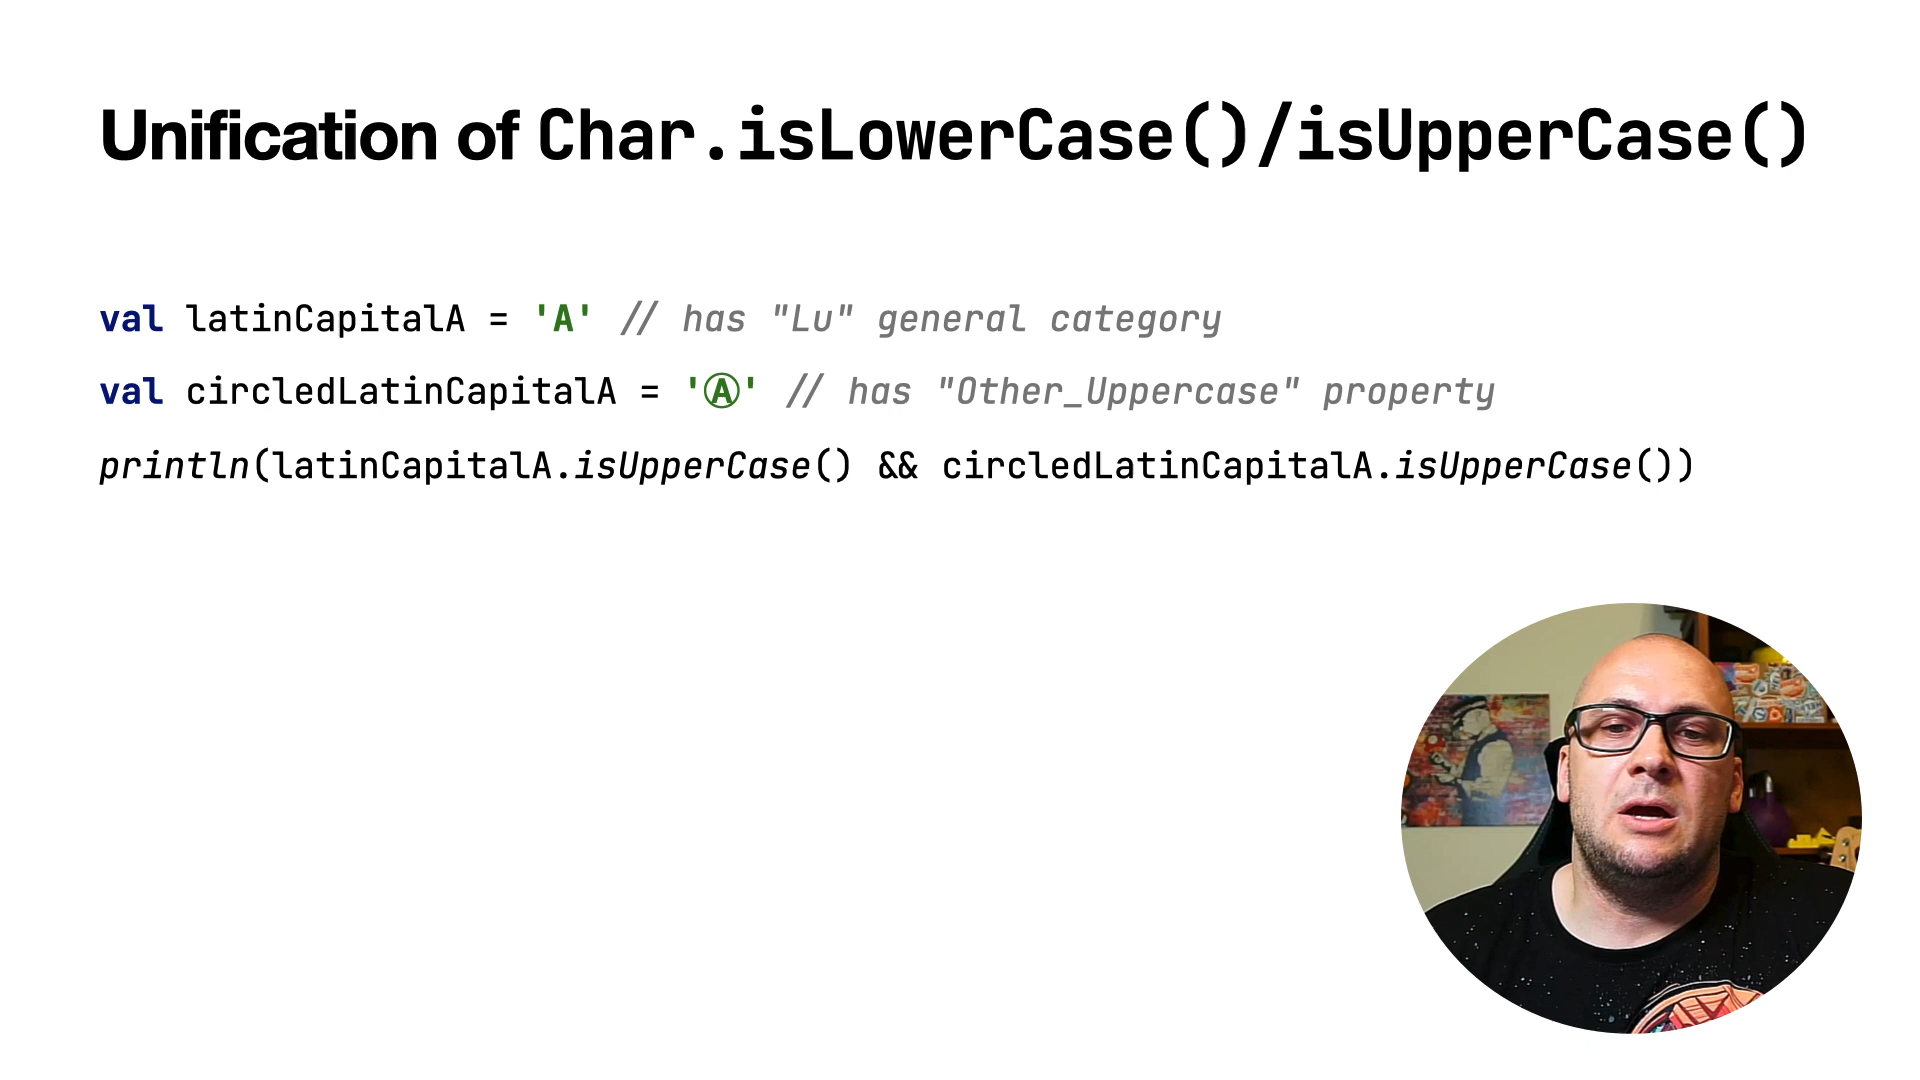 Unification of Char.isLowerCase()/isUpperCase()
val latinCapitalA = 'A' // has "Lu" general category
val circledLatinCapitalA = 'Ⓐ' // has "Other_Uppercase" property
println(latinCapitalA.isUpperCase() && circledLatinCapitalA.isUpperCase())